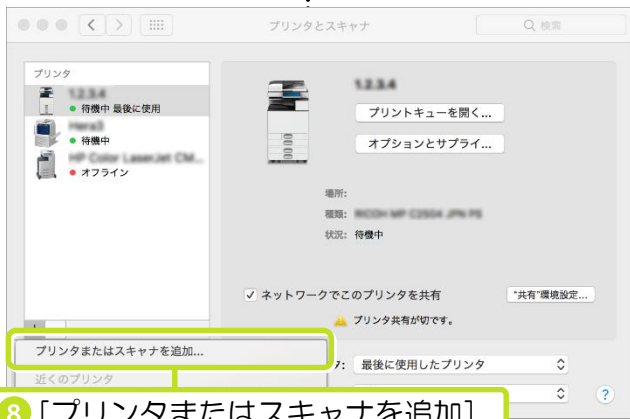 プリンタとスキャナ
検索
プリンタ
1.2.3.4
待機中 最後に使用
待機中
HP Color LaserJet CM...
オフライン
1.2.3.4
プリントキューを開く...
オプションとサプライ...
場所:
種類: RICOH MP C2504 JPN PS
状況: 待機中
ネットワークでこのプリンタを共有
"共有"環境設定...
プリンタ共有が切です。
プリンタまたはスキャナを追加...
近くのプリンタ
最後に使用したプリンタ
?
8 [プリンタまたはスキャナを追加]